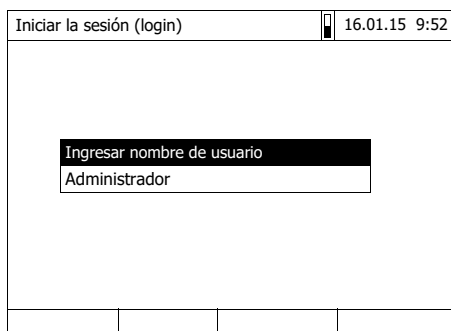 Iniciar la sesión (login) 16.01.15 9:52
Ingresar nombre de usuario
Administrador